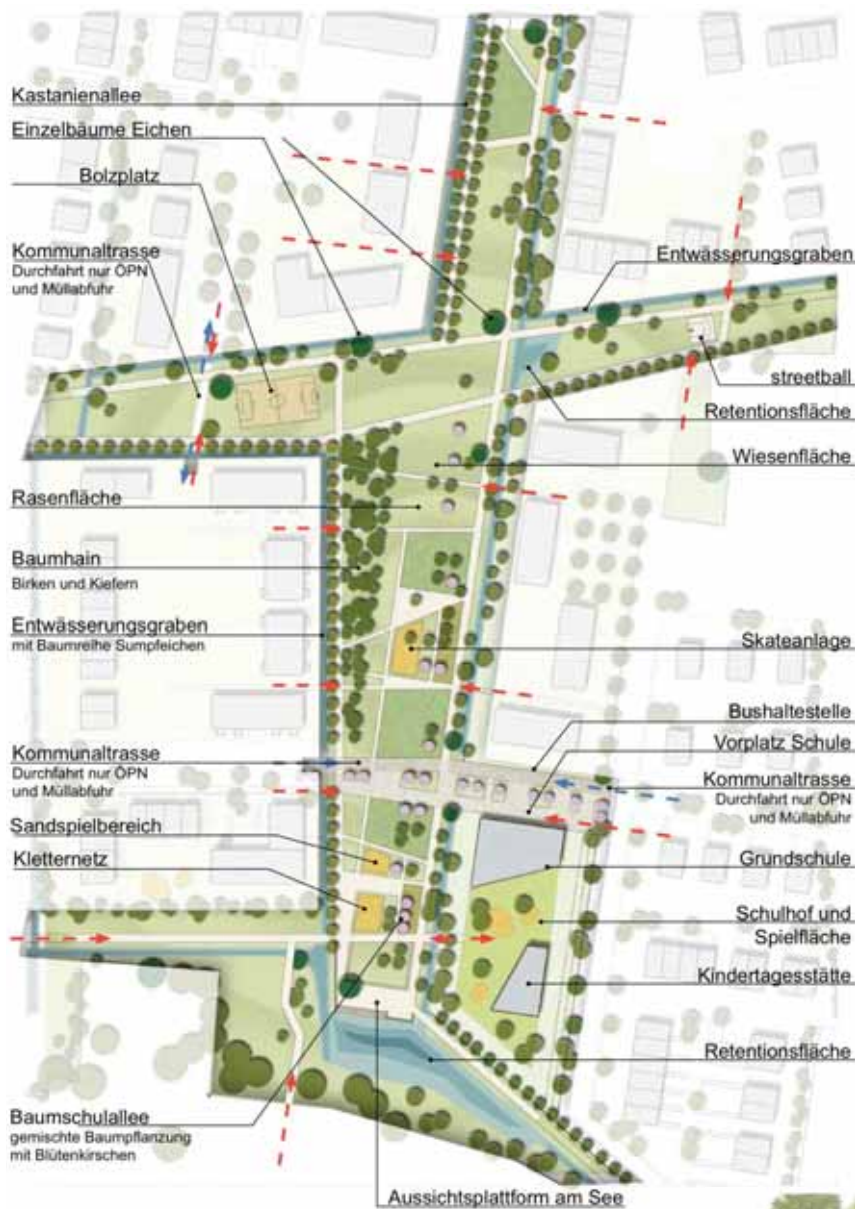 Kastanienallee
Einzelbäume Eichen
Bolzplatz
Kommunaltrasse
Durchfahrt nur ÖPN
und Müllabfuhr
Entwässerungsgraben
streetball
Retentionsfläche
Wiesenfläche
Rasenfläche
Baumhain
Birken und Kiefern
Entwässerungsgraben
mit Baumreihe Sumpfeichen
Skateanlage
Bushaltestelle
Vorplatz Schule
Kommunaltrasse
Durchfahrt nur ÖPN
und Müllabfuhr
Kommunaltrasse
Durchfahrt nur ÖPN
und Müllabfuhr
Sandspielbereich
Kletternetz
Grundschule
Schulhof und
Spielfläche
Kindertagesstätte
Retentionsfläche
Baumschulallee
gemischte Baumpflanzung
mit Blütenkirschen
Aussichtsplattform am See